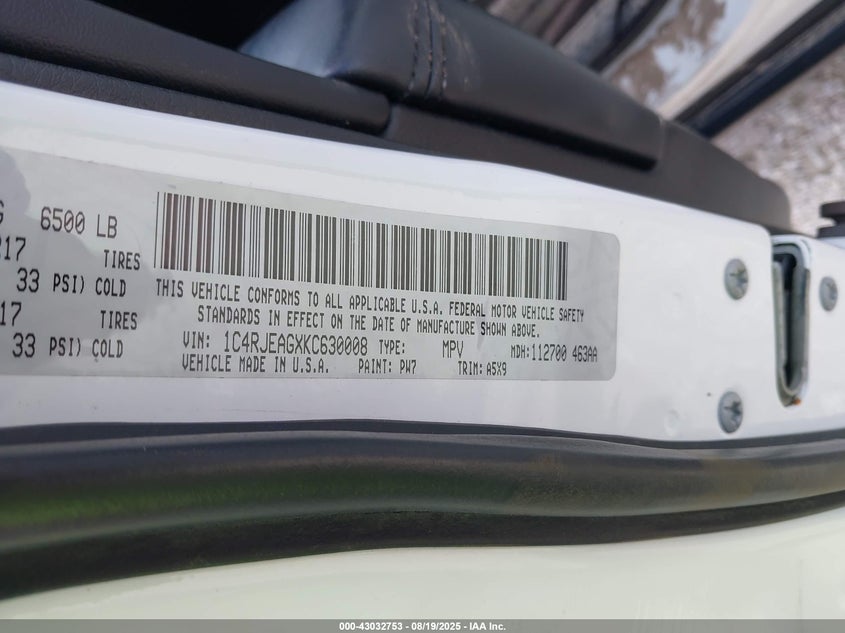 G 6500 LB
217 TIRES
33 PSI) COLD
17 TIRES
33 PSI) COLD
THIS VEHICLE CONFORMS TO ALL APPLICABLE U.S.A. FEDERAL MOTOR VEHICLE SAFETY
STANDARDS IN EFFECT ON THE DATE OF MANUFACTURE SHOWN ABOVE.
VIN: 1C4RJEAGXKC630008 TYPE: MPV MDH:112700 463AA
VEHICLE MADE IN U.S.A. PAINT: PW7 TRIM: A5X9
000-43032753 - 08/19/2025 - IAA Inc.